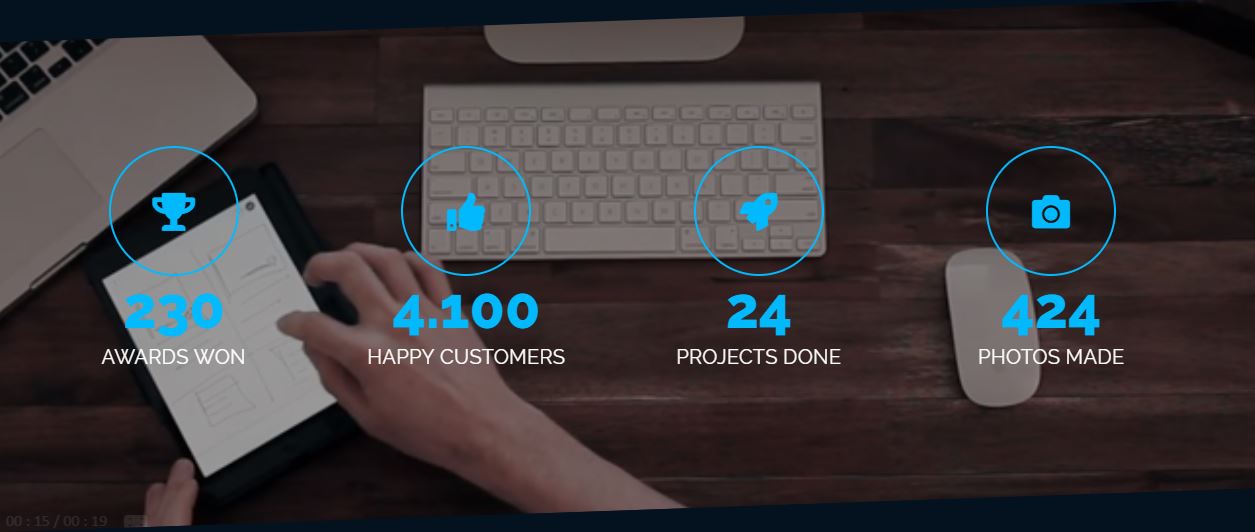 230
AWARDS WON
4.100
HAPPY CUSTOMERS
24
PROJECTS DONE
424
PHOTOS MADE
00 : 15 / 00 : 19